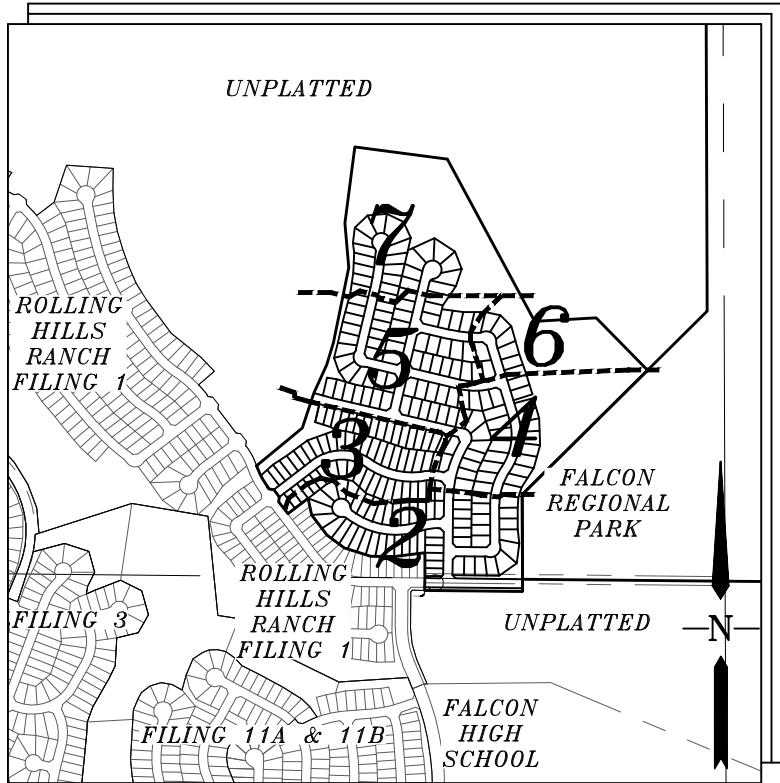 UNPLATTED
7
ROLLING
HILLS
RANCH
FILING 1
6
5
4
3
FALCON
REGIONAL
PARK
2
ROLLING
HILLS
RANCH
FILING 1
FILING 3
UNPLATTED
N
FALCON
HIGH
SCHOOL
FILING 11A & 11B